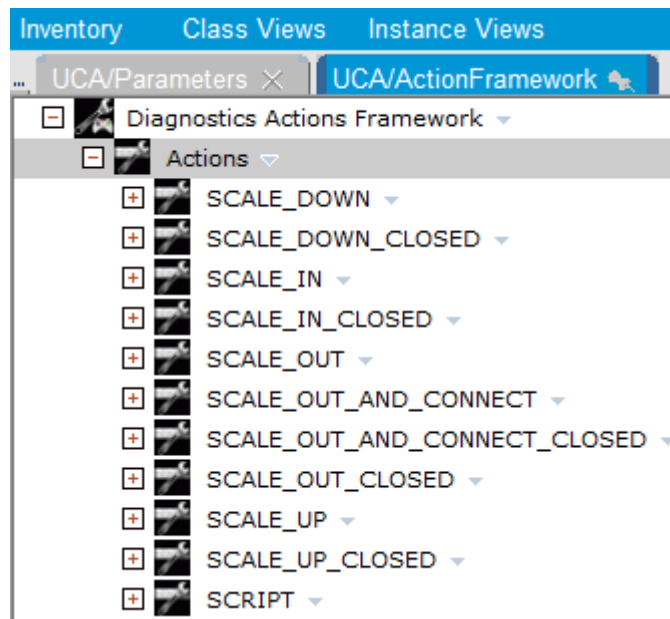 Inventory Class Views Instance Views
... UCA/Parameters UCA/ActionFramework
Diagnostics Actions Framework
Actions
SCALE_DOWN
SCALE_DOWN_CLOSED
SCALE_IN
SCALE_IN_CLOSED
SCALE_OUT
SCALE_OUT_AND_CONNECT
SCALE_OUT_AND_CONNECT_CLOSED
SCALE_OUT_CLOSED
SCALE_UP
SCALE_UP_CLOSED
SCRIPT